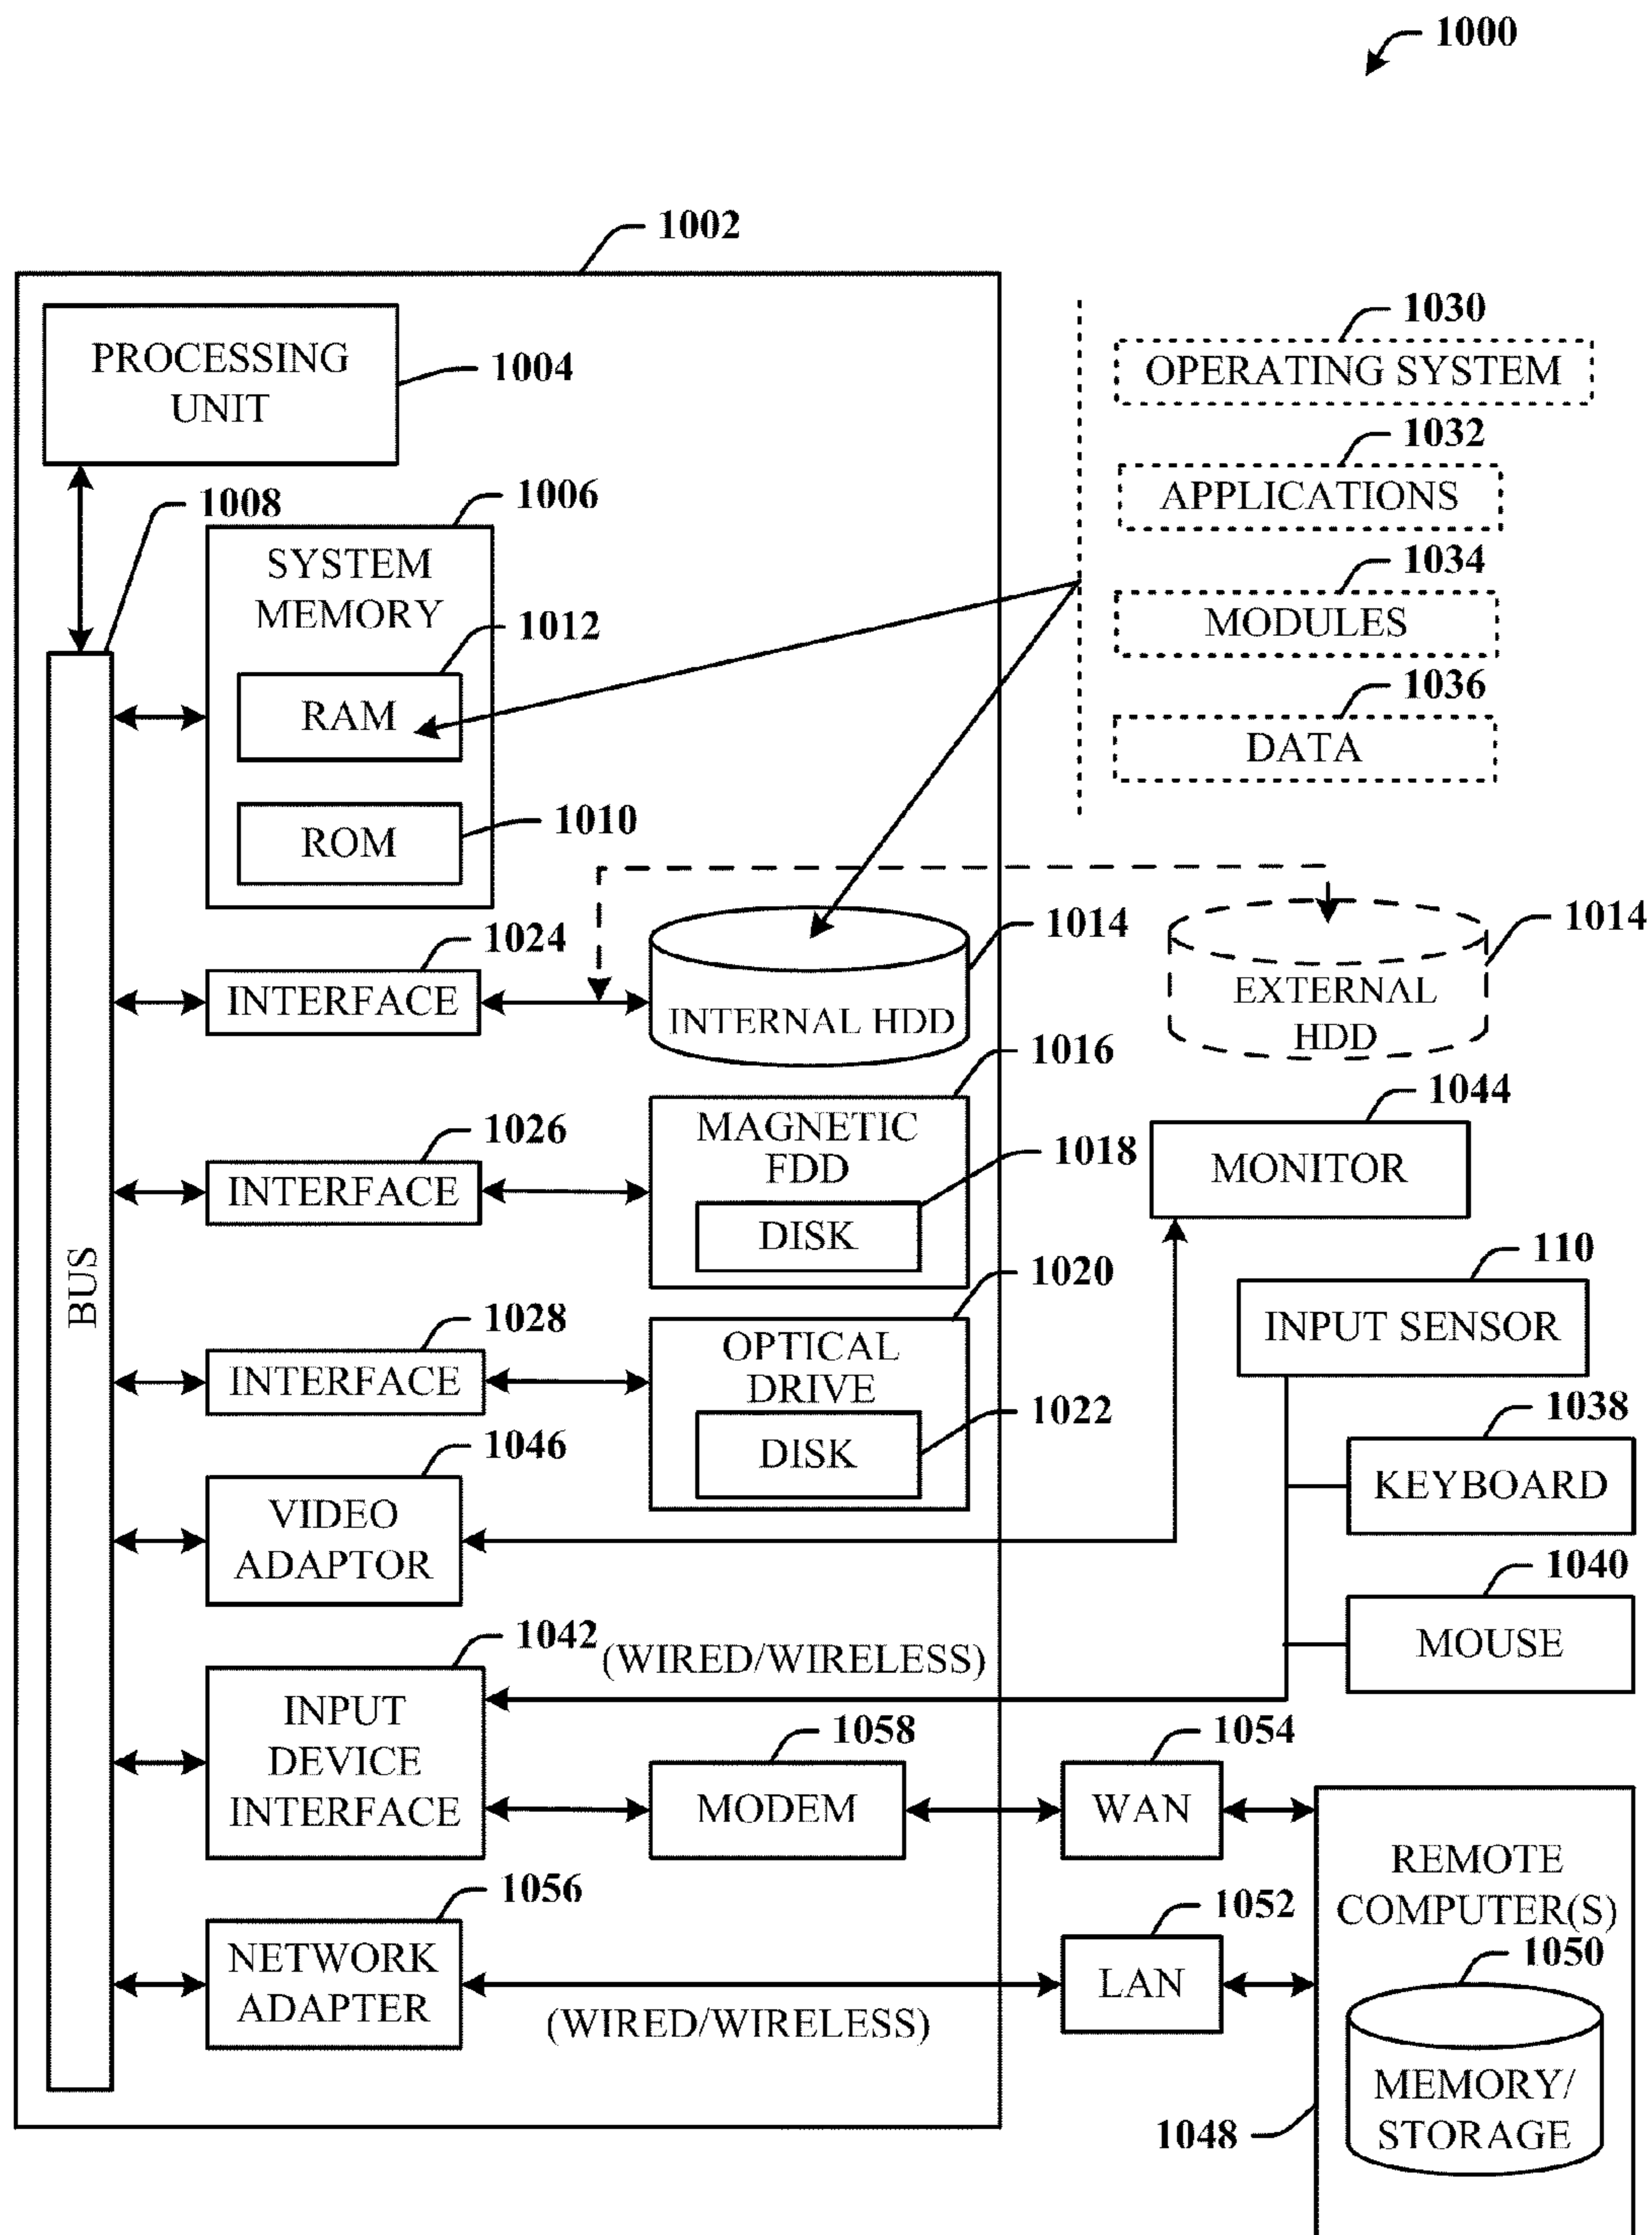 1000
1002
PROCESSING
UNIT
1004
1030
OPERATING SYSTEM
1032
APPLICATIONS
1034
MODULES
1036
DATA
1008
1006
SYSTEM
MEMORY
1012
RAM
1010
ROM
BUS
1024
INTERFACE
1014
INTERNAL HDD
1014
EXTERNAL
HDD
1026
INTERFACE
1016
MAGNETIC
FDD
1018
DISK
1044
MONITOR
1028
INTERFACE
1020
OPTICAL
DRIVE
1022
DISK
110
INPUT SENSOR
1038
KEYBOARD
1040
MOUSE
1046
VIDEO
ADAPTOR
1042
(WIRED/WIRELESS)
INPUT
DEVICE
INTERFACE
1058
MODEM
1054
WAN
REMOTE
COMPUTER(S)
1056
NETWORK
ADAPTER
(WIRED/WIRELESS)
1052
LAN
1050
MEMORY/
STORAGE
1048